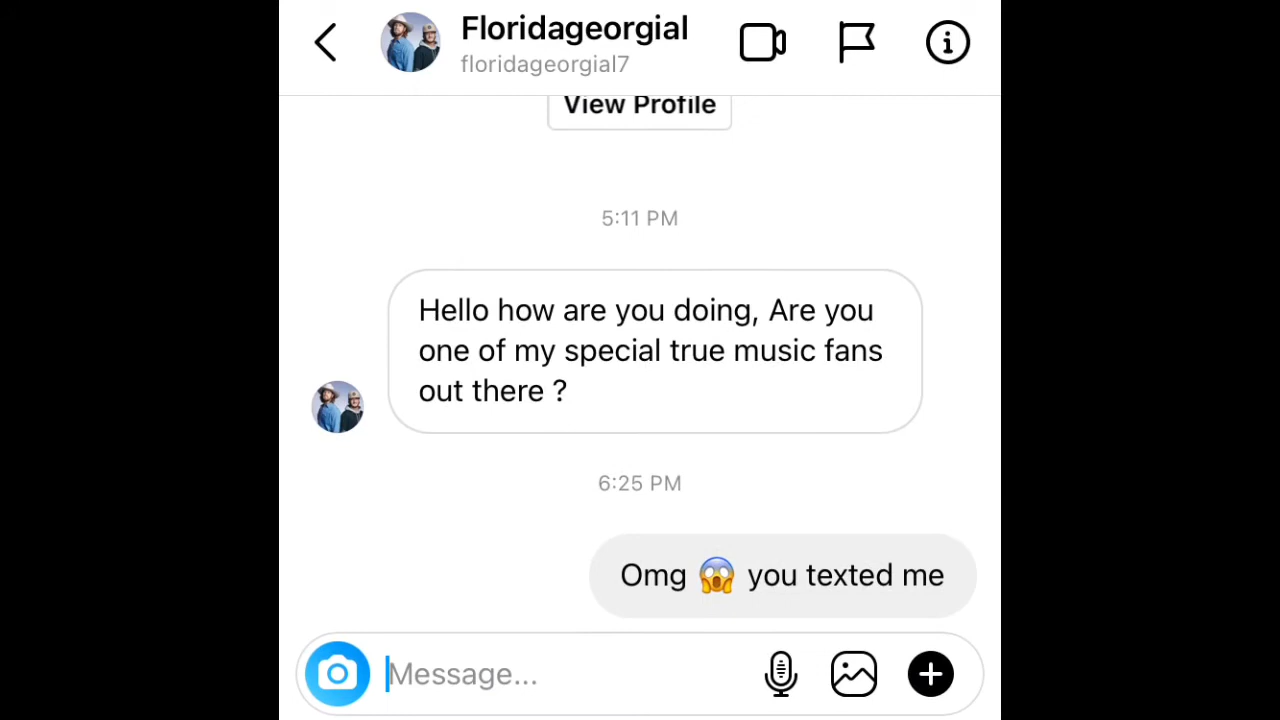 Floridageorgial
floridageorgial7
View Profile
5:11 PM
Hello how are you doing, Are you
one of my special true music fans
out there ?
6:25 PM
Omg 😱 you texted me
Message...